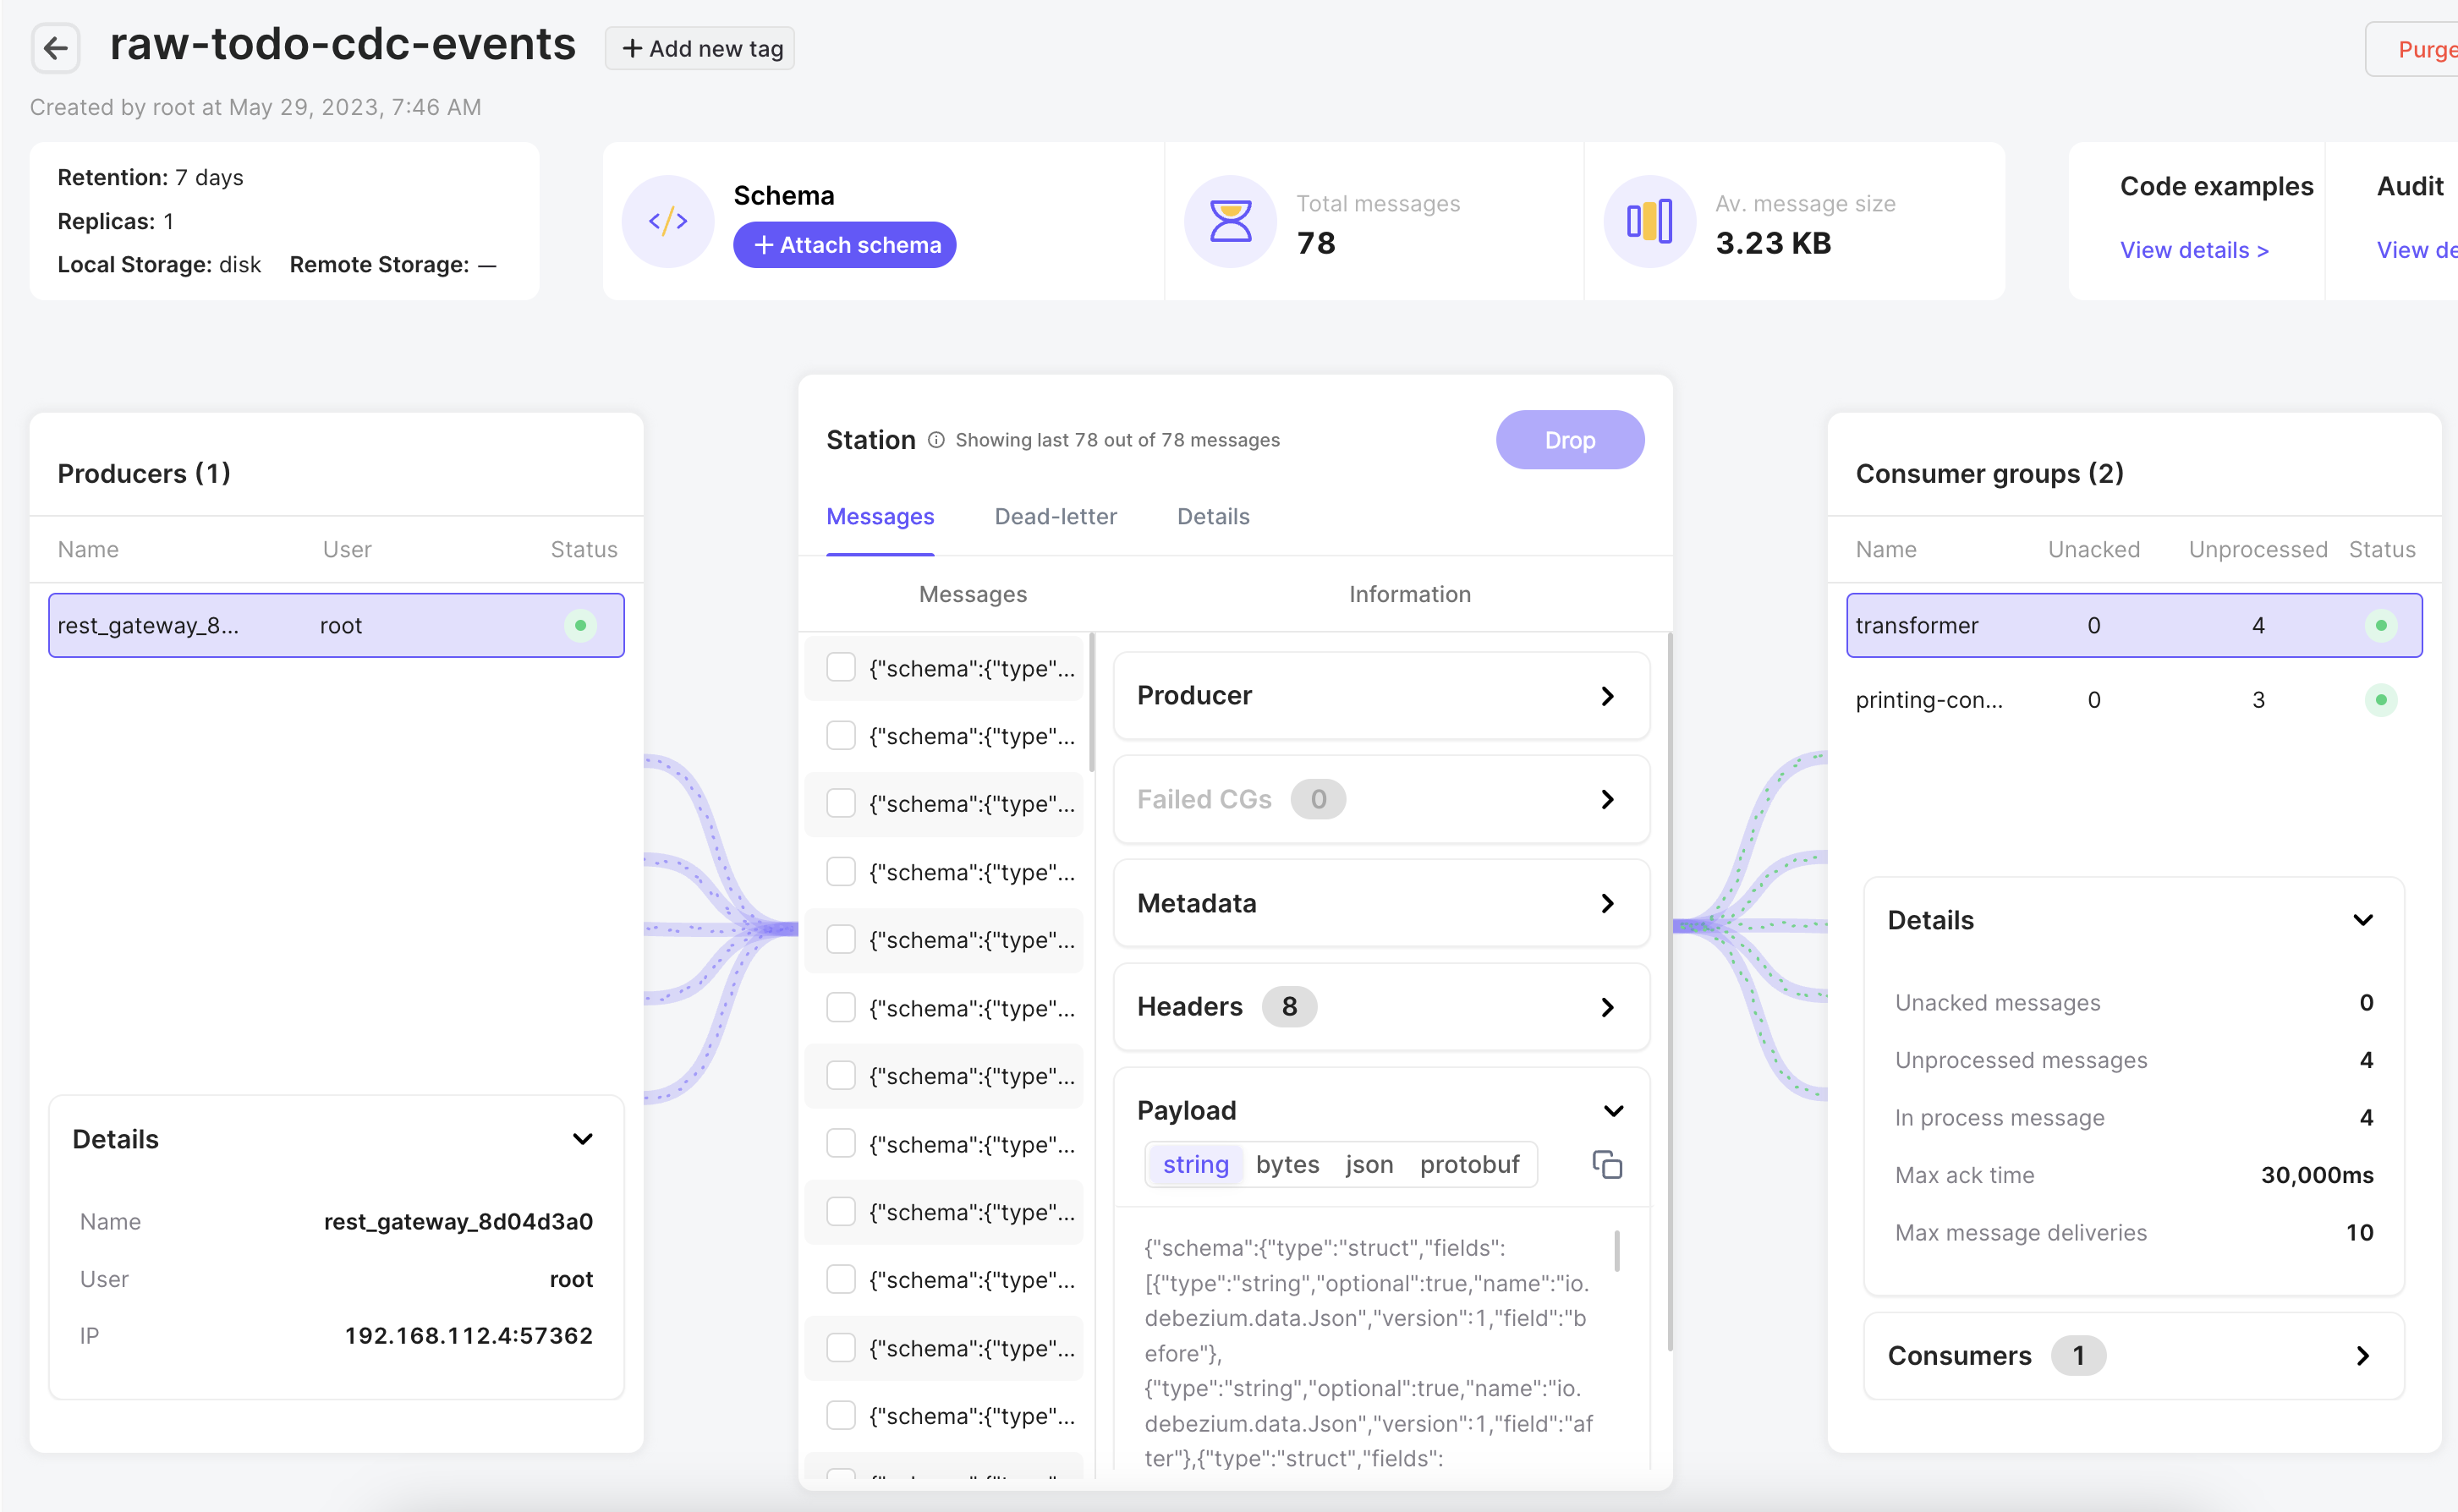 raw-todo-cdc-events
+ Add new tag
Purge
Created by root at May 29, 2023, 7:46 AM
Retention: 7 days
Replicas: 1
Local Storage: disk Remote Storage: —
</> Schema
+ Attach schema
Total messages
78
Av. message size
3.23 KB
Code examples
View details >
Audit
View de
Producers (1)
Name User Status
rest_gateway_8... root
Details
Name rest_gateway_8d04d3a0
User root
IP 192.168.112.4:57362
Station Showing last 78 out of 78 messages
Drop
Messages Dead-letter Details
Messages Information
{"schema":{"type"...
{"schema":{"type"...
{"schema":{"type"...
{"schema":{"type"...
{"schema":{"type"...
{"schema":{"type"...
{"schema":{"type"...
{"schema":{"type"...
{"schema":{"type"...
{"schema":{"type"...
{"schema":{"type"...
{"schema":{"type"...
Producer
Failed CGs 0
Metadata
Headers 8
Payload
string bytes json protobuf
{"schema":{"type":"struct","fields":
[{"type":"string","optional":true,"name":"io.
debezium.data.Json","version":1,"field":"b
efore"},
{"type":"string","optional":true,"name":"io.
debezium.data.Json","version":1,"field":"af
ter"},{"type":"struct","fields":
Consumer groups (2)
Name Unacked Unprocessed Status
transformer 0 4
printing-con... 0 3
Details
Unacked messages 0
Unprocessed messages 4
In process message 4
Max ack time 30,000ms
Max message deliveries 10
Consumers 1